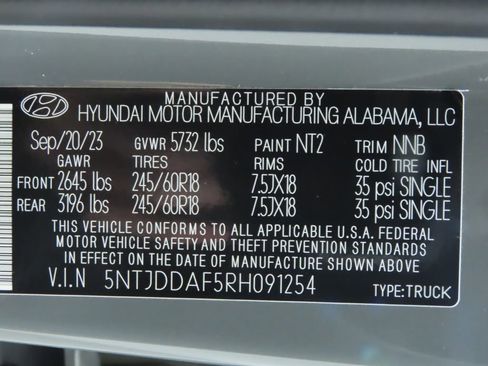 MANUFACTURED BY
HYUNDAI MOTOR MANUFACTURING ALABAMA, LLC
Sep/20/23 GVWR 5732 lbs PAINT NT2 TRIM NNB
GAWR TIRES RIMS COLD TIRE INFL
FRONT 2645 lbs 245/60R18 7.5JX18 35 psi SINGLE
REAR 3196 lbs 245/60R18 7.5JX18 35 psi SINGLE
THIS VEHICLE CONFORMS TO ALL APPLICABLE U.S.A. FEDERAL
MOTOR VEHICLE SAFETY AND THEFT PREVENTION STANDARDS
IN EFFECT ON THE DATE OF MANUFACTURE SHOWN ABOVE.
V.I.N 5NTJDDAF5RH091254 TYPE:TRUCK